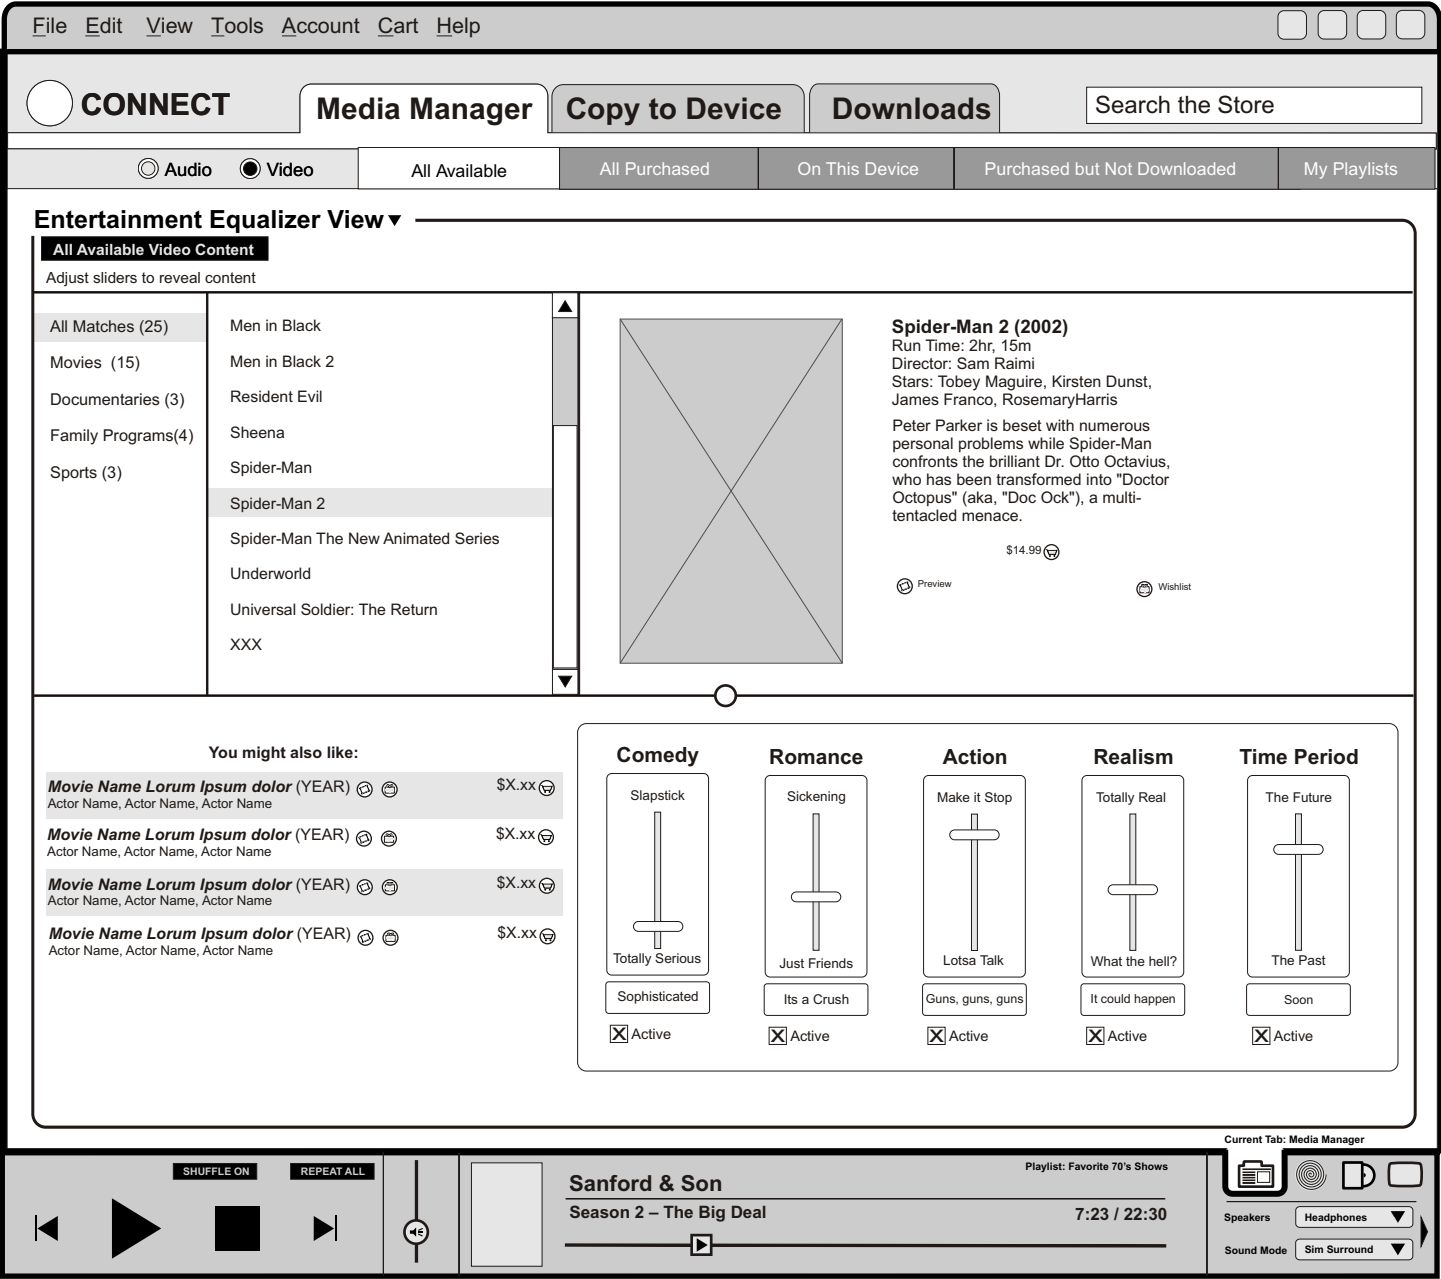 File Edit View Tools Account Cart Help
CONNECT
Media Manager
Copy to Device
Downloads
Search the Store
Audio
Video
All Available
All Purchased
On This Device
Purchased but Not Downloaded
My Playlists
Entertainment Equalizer View
All Available Video Content
Adjust sliders to reveal content
All Matches (25)
Movies (15)
Documentaries (3)
Family Programs(4)
Sports (3)
Men in Black
Men in Black 2
Resident Evil
Sheena
Spider-Man
Spider-Man 2
Spider-Man The New Animated Series
Underworld
Universal Soldier: The Return
XXX
Spider-Man 2 (2002)
Run Time: 2hr, 15m
Director: Sam Raimi
Stars: Tobey Maguire, Kirsten Dunst,
James Franco, RosemaryHarris
Peter Parker is beset with numerous
personal problems while Spider-Man
confronts the brilliant Dr. Otto Octavius,
who has been transformed into "Doctor
Octopus" (aka, "Doc Ock"), a multi-
tentacled menace.
$14.99
Preview
Wishlist
You might also like:
Movie Name Lorum Ipsum dolor (YEAR) $X.xx
Actor Name, Actor Name, Actor Name
Movie Name Lorum Ipsum dolor (YEAR) $X.xx
Actor Name, Actor Name, Actor Name
Movie Name Lorum Ipsum dolor (YEAR) $X.xx
Actor Name, Actor Name, Actor Name
Movie Name Lorum Ipsum dolor (YEAR) $X.xx
Actor Name, Actor Name, Actor Name
Comedy
Slapstick
Totally Serious
Sophisticated
X Active
Romance
Sickening
Just Friends
Its a Crush
X Active
Action
Make it Stop
Lotsa Talk
Guns, guns, guns
X Active
Realism
Totally Real
What the hell?
It could happen
X Active
Time Period
The Future
The Past
Soon
X Active
Current Tab: Media Manager
SHUFFLE ON
REPEAT ALL
Playlist: Favorite 70's Shows
Sanford & Son
Season 2 – The Big Deal
7:23 / 22:30
Speakers
Headphones
Sound Mode
Sim Surround